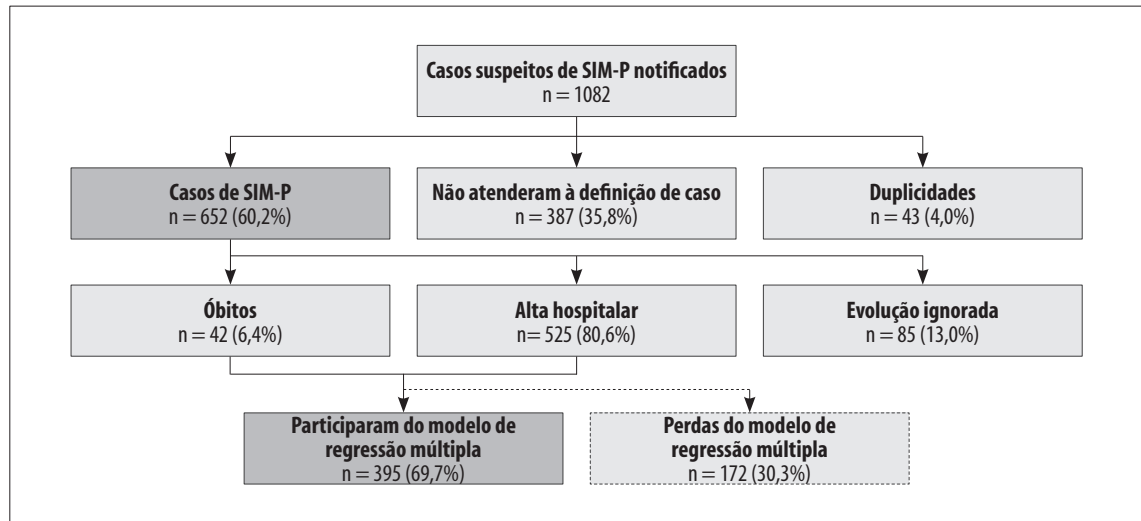 Casos suspeitos de SIM-P notificados
n = 1082
Casos de SIM-P
n = 652 (60,2%)
Não atenderam à definição de caso
n = 387 (35,8%)
Duplicidades
n = 43 (4,0%)
Óbitos
n = 42 (6,4%)
Alta hospitalar
n= 525 (80,6%)
Evolução ignorada
n = 85 (13,0%)
Participaram do modelo de
regressão múltipla
n = 395 (69,7%)
Perdas do modelo de
regressão múltipla
n = 172 (30,3%)